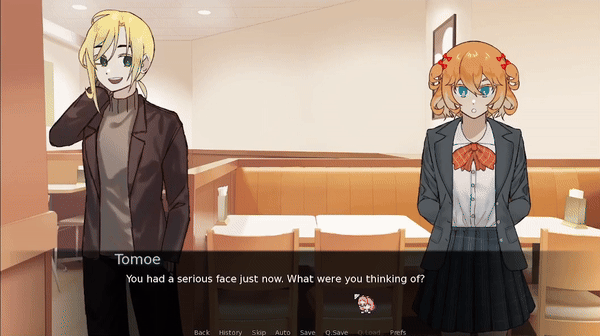 Tomoe
You had a serious face just now. What were you thinking of?
Back History Skip Auto Save Q.Save Q.Load Prefs